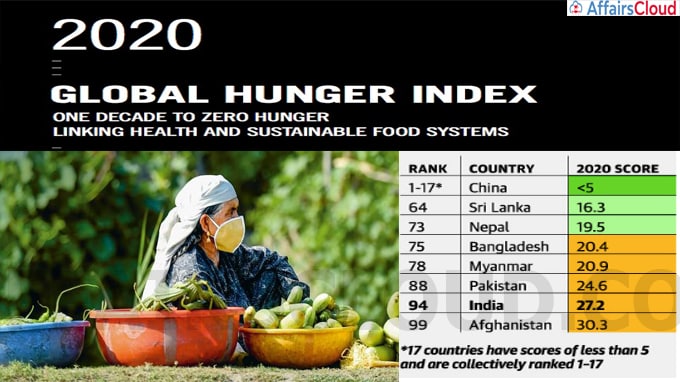 AffairsCloud
2020
GLOBAL HUNGER INDEX
ONE DECADE TO ZERO HUNGER
LINKING HEALTH AND SUSTAINABLE FOOD SYSTEMS
RANK COUNTRY 2020 SCORE
1-17* China <5
64 Sri Lanka 16.3
73 Nepal 19.5
75 Bangladesh 20.4
78 Myanmar 20.9
88 Pakistan 24.6
94 India 27.2
99 Afghanistan 30.3
*17 countries have scores of less than 5
and are collectively ranked 1–17